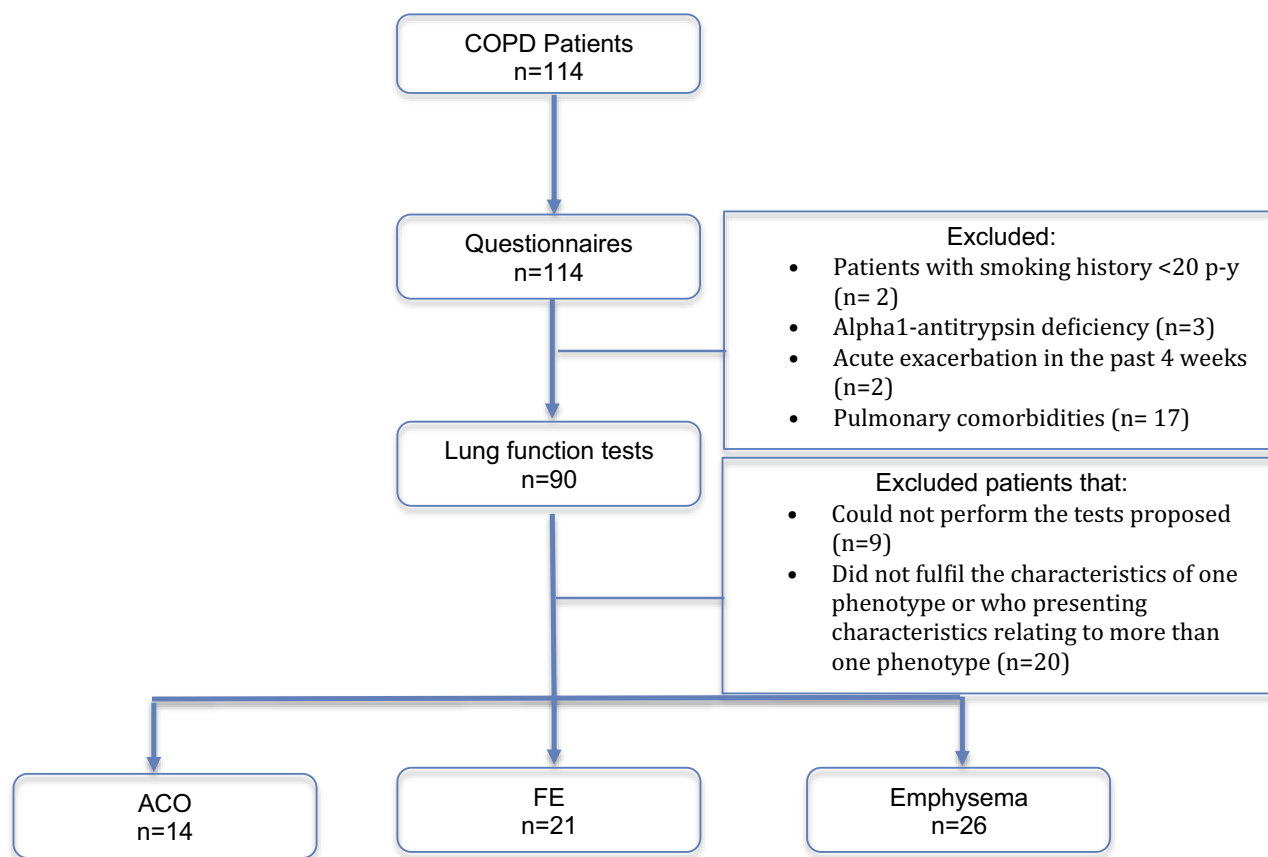 COPD Patients
n=114
Questionnaires
n=114
Excluded:
• Patients with smoking history <20 p-y
(n= 2)
• Alpha1-antitrypsin deficiency (n=3)
• Acute exacerbation in the past 4 weeks
(n=2)
• Pulmonary comorbidities (n= 17)
Lung function tests
n=90
Excluded patients that:
• Could not perform the tests proposed
(n=9)
• Did not fulfil the characteristics of one
phenotype or who presenting
characteristics relating to more than
one phenotype (n=20)
ACO
n=14
FE
n=21
Emphysema
n=26